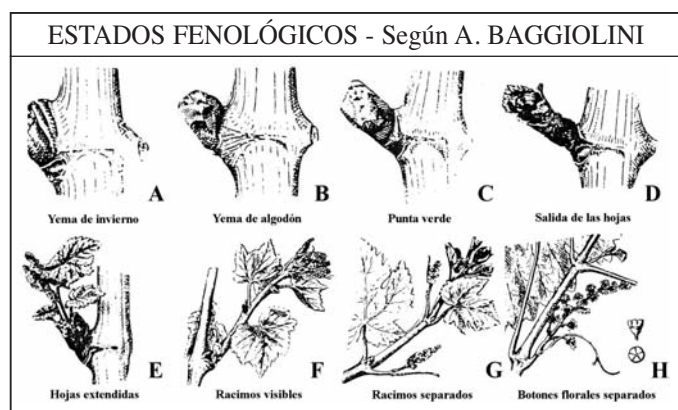 ESTADOS FENOLÓGICOS - Según A. BAGGIOLINI
A
B
C
D
Yema de invierno
Yema de algodón
Punta verde
Salida de las hojas
E
F
G
H
Hojas extendidas
Racimos visibles
Racimos separados
Botones florales separados